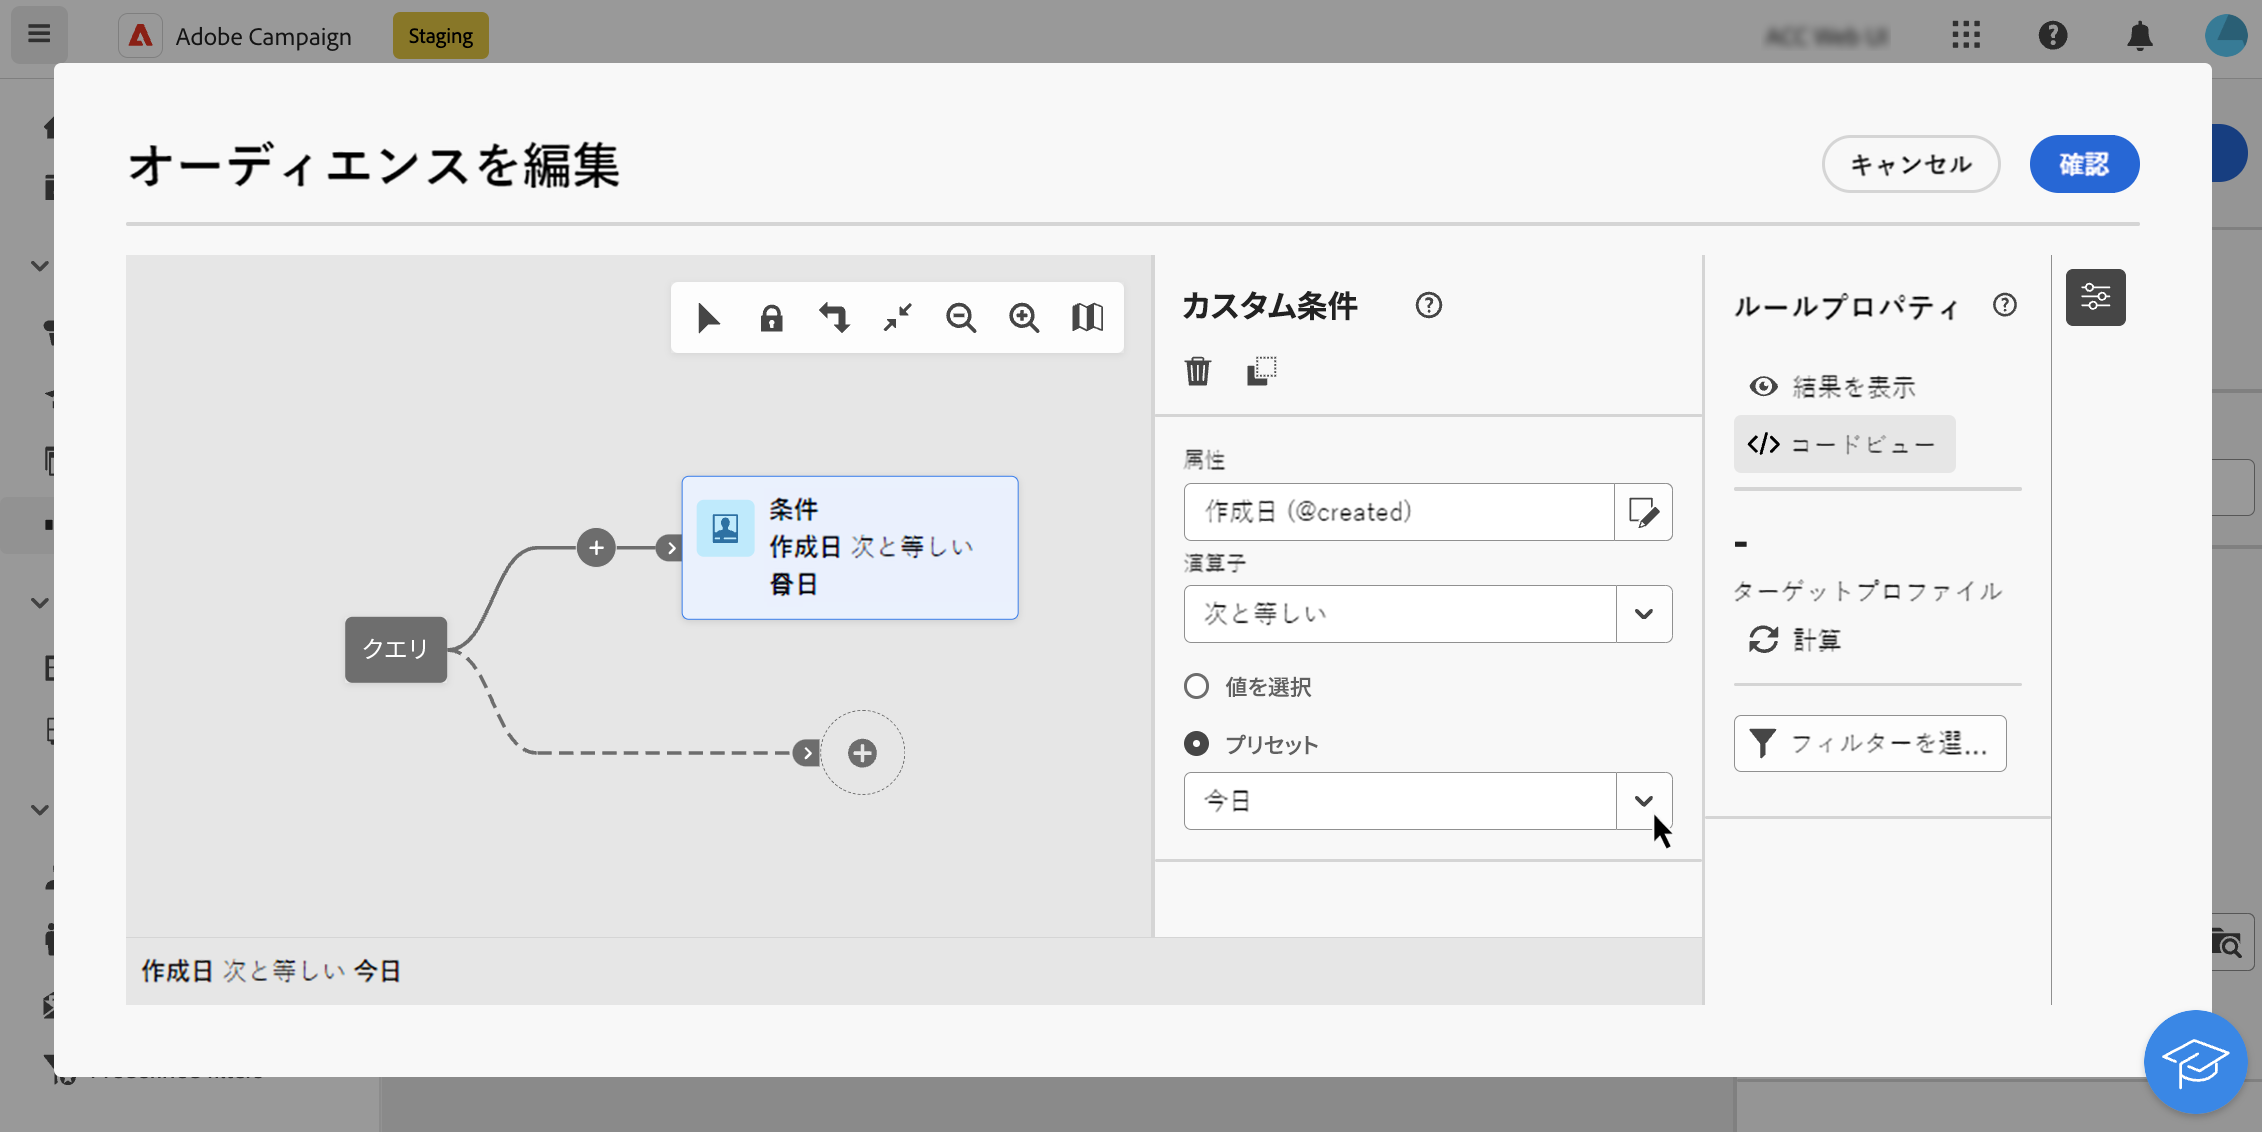 Adobe Campaign
Staging
オーディエンスを編集
キャンセル
確認
カスタム条件
ルールプロパティ
結果を表示
コードビュー
属性
作成日 (@created)
演算子
次と等しい
値を選択
プリセット
今日
-
ターゲットプロファイル
計算
フィルターを選...
クエリ
条件
作成日 次と等しい
作成日 次と等しい 今日